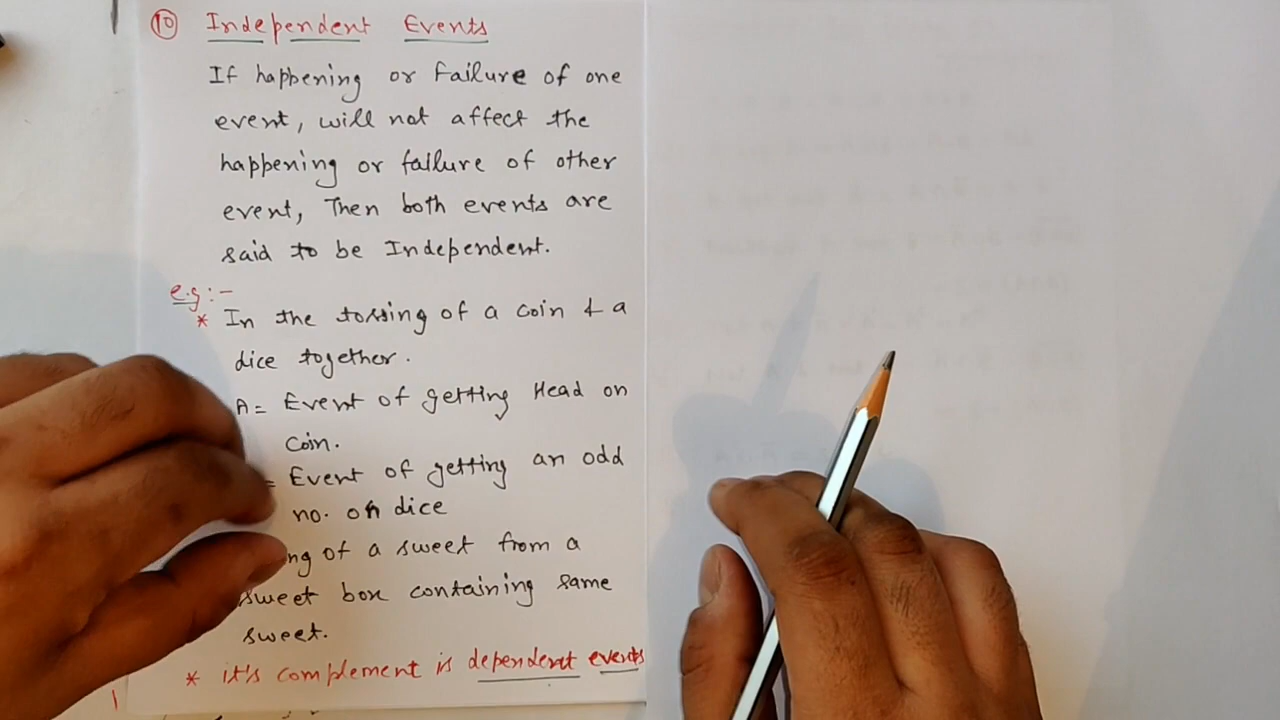 10 Independent Events
If happening or failure of one
event, will not affect the
happening or failure of other
event, Then both events are
said to be Independent.
e.g:-
* In the tossing of a coin & a
dice together.
A = Event of getting Head on
coin.
= Event of getting an odd
no. on dice
ng of a sweet from a
sweet box containing same
sweet.
* it's complement is dependent events